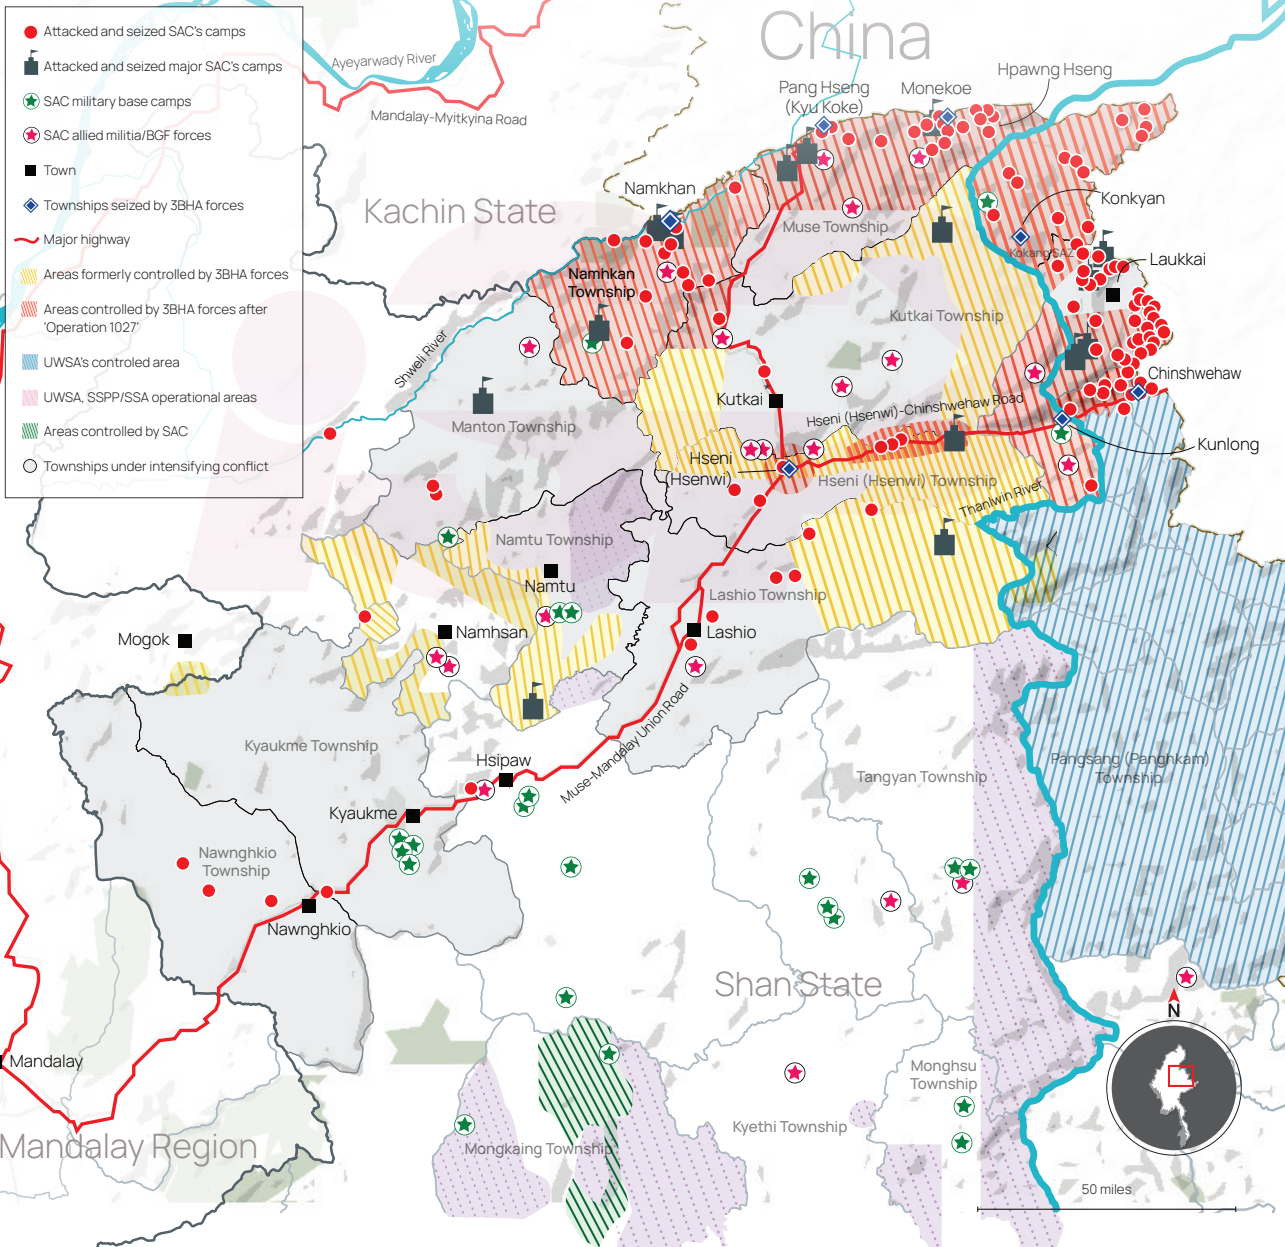 Attacked and seized SAC's camps
Attacked and seized major SAC's camps
SAC military base camps
SAC allied militia/BGF forces
Town
Townships seized by 3BHA forces
Major highway
Areas formerly controlled by 3BHA forces
Areas controlled by 3BHA forces after
'Operation 1027'
UWSA's controled area
UWSA, SSPP/SSA operational areas
Areas controlled by SAC
Townships under intensifying conflict
China
Ayeyarwady River
Mandalay-Myitkyina Road
Hpawng Hseng
Pang Hseng
(Kyu Koke)
Monekoe
Namkhan
Kachin State
Konkyan
Muse Township
Kokang SAZ
Laukkai
Namhkan
Township
Kutkai Township
Shweli River
Chinshwehaw
Kutkai
Hseni (Hsenwi)-Chinshwehaw Road
Manton Township
Kunlong
Hseni
(Hsenwi)
Hseni (Hsenwi) Township
Thanlwin River
Namtu Township
Namtu
Lashio Township
Namhsan
Lashio
Mogok
Muse-Mandalay Union Road
Kyaukme Township
Hsipaw
Pangsang (Panghkam)
Township
Tangyan Township
Kyaukme
Nawnghkio
Township
Nawnghkio
Shan State
N
Mandalay
Monghsu
Township
Kyethi Township
Mandalay Region
Mongkaing Township
50 miles